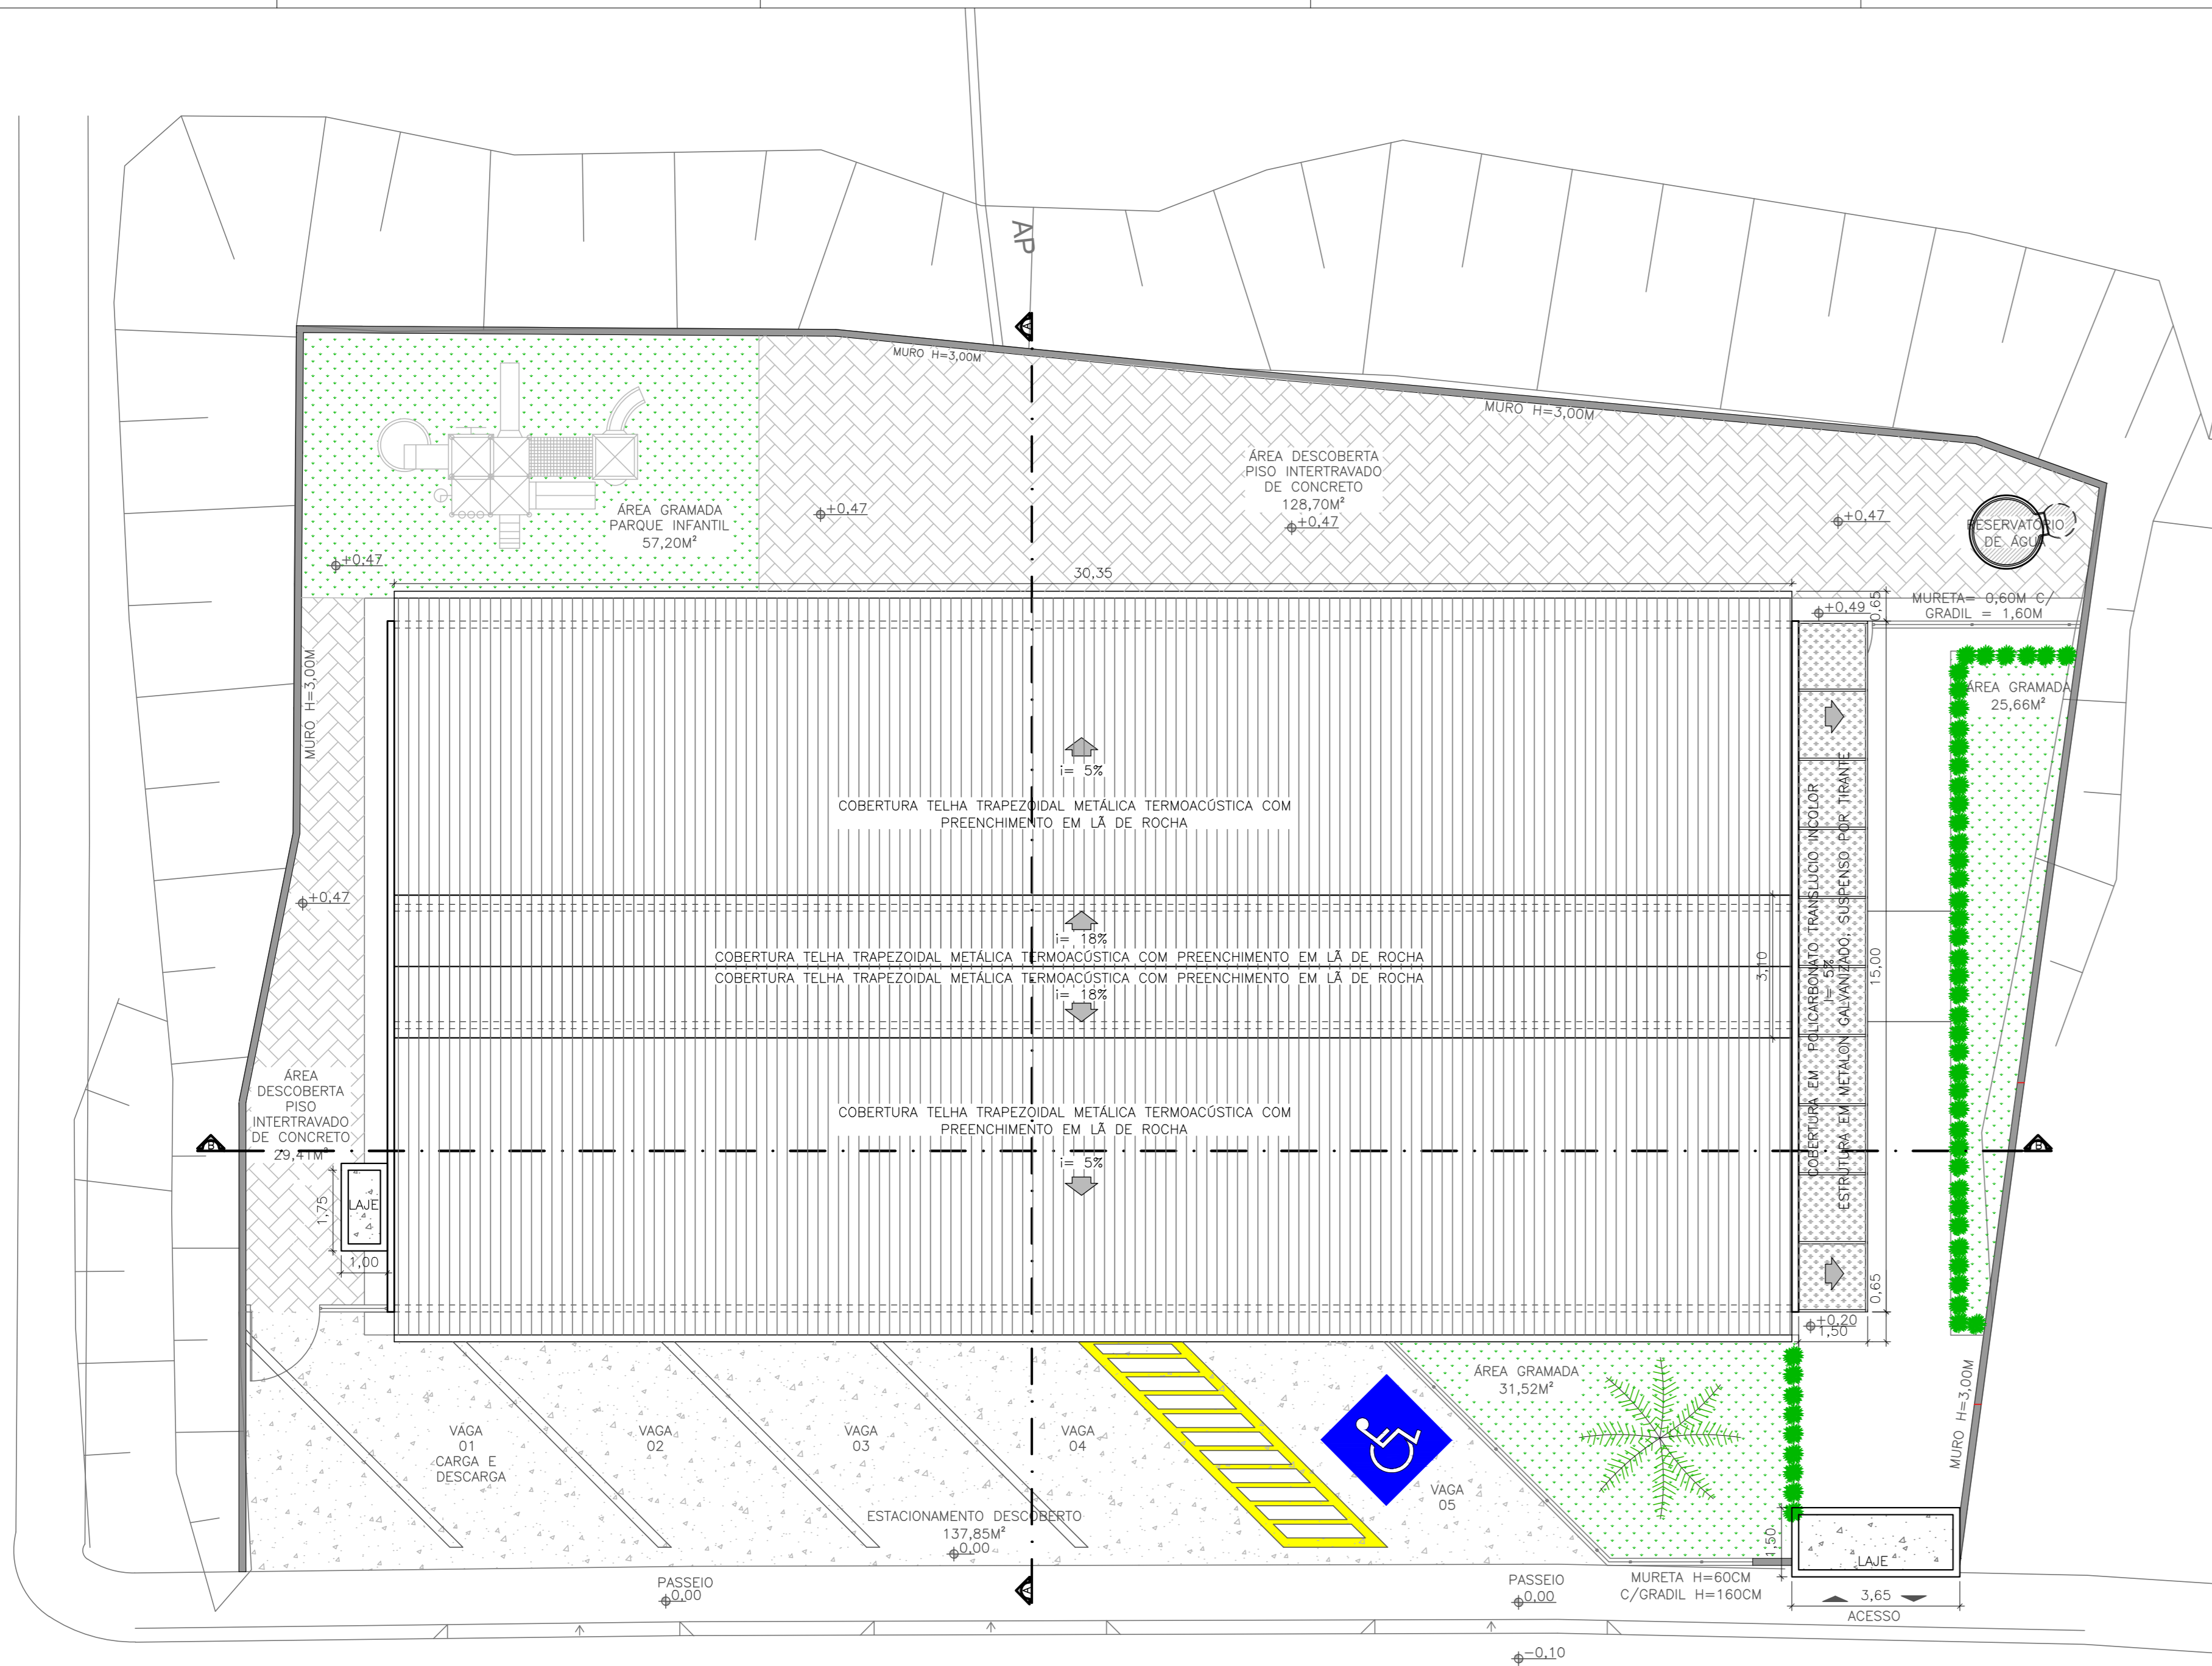 AP
A
MURO H=3,00M
MURO H=3,00M
ÁREA DESCOBERTA
PISO INTERTRAVADO
DE CONCRETO
128,70M²
+0,47
+0,47
+0,47
ÁREA GRAMADA
PARQUE INFANTIL
57,20M²
+0,47
RESERVATÓRIO
DE ÁGUA
30,35
+0,49
0,65
MURETA= 0,60M C/
GRADIL = 1,60M
MURO H=3,00M
ÁREA GRAMADA
25,66M²
i= 5%
COBERTURA TELHA TRAPEZOIDAL METÁLICA TERMOACÚSTICA COM
PREENCHIMENTO EM LÃ DE ROCHA
+0,47
i= 18%
COBERTURA TELHA TRAPEZOIDAL METÁLICA TERMOACÚSTICA COM PREENCHIMENTO EM LÃ DE ROCHA
COBERTURA TELHA TRAPEZOIDAL METÁLICA TERMOACÚSTICA COM PREENCHIMENTO EM LÃ DE ROCHA
i= 18%
3,10
COBERTURA EM POLICARBONATO TRANSLUCIO INCOLOR
i= 5%
ESTRUTURA EM METALON GALVANIZADO, SUSPENSO POR TIRANTE
15,00
ÁREA
DESCOBERTA
PISO
INTERTRAVADO
DE CONCRETO
29,41M²
COBERTURA TELHA TRAPEZOIDAL METÁLICA TERMOACÚSTICA COM
PREENCHIMENTO EM LÃ DE ROCHA
B
B
i= 5%
1,75
LAJE
1,00
0,65
+0,20
1,50
ÁREA GRAMADA
31,52M²
MURO H=3,00M
VAGA
01
CARGA E
DESCARGA
VAGA
02
VAGA
03
VAGA
04
VAGA
05
ESTACIONAMENTO DESCOBERTO
137,85M²
0,00
1,50
LAJE
PASSEIO
0,00
A
PASSEIO
0,00
MURETA H=60CM
C/GRADIL H=160CM
3,65
ACESSO
-0,10